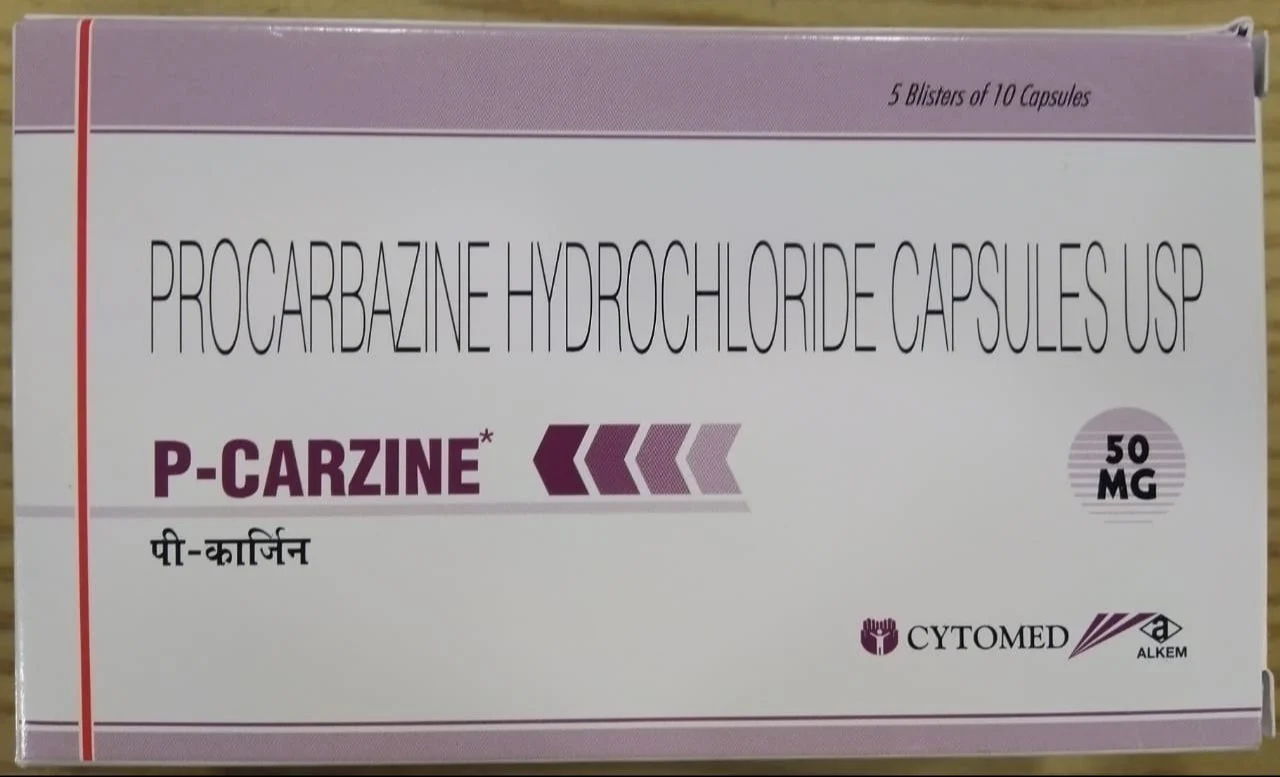 5 Blisters of 10 Capsules
PROCARBAZINE HYDROCHLORIDE CAPSULES USP
P-CARZINE*
50
MG
पी-कार्जिन
CYTOMED
a
ALKEM